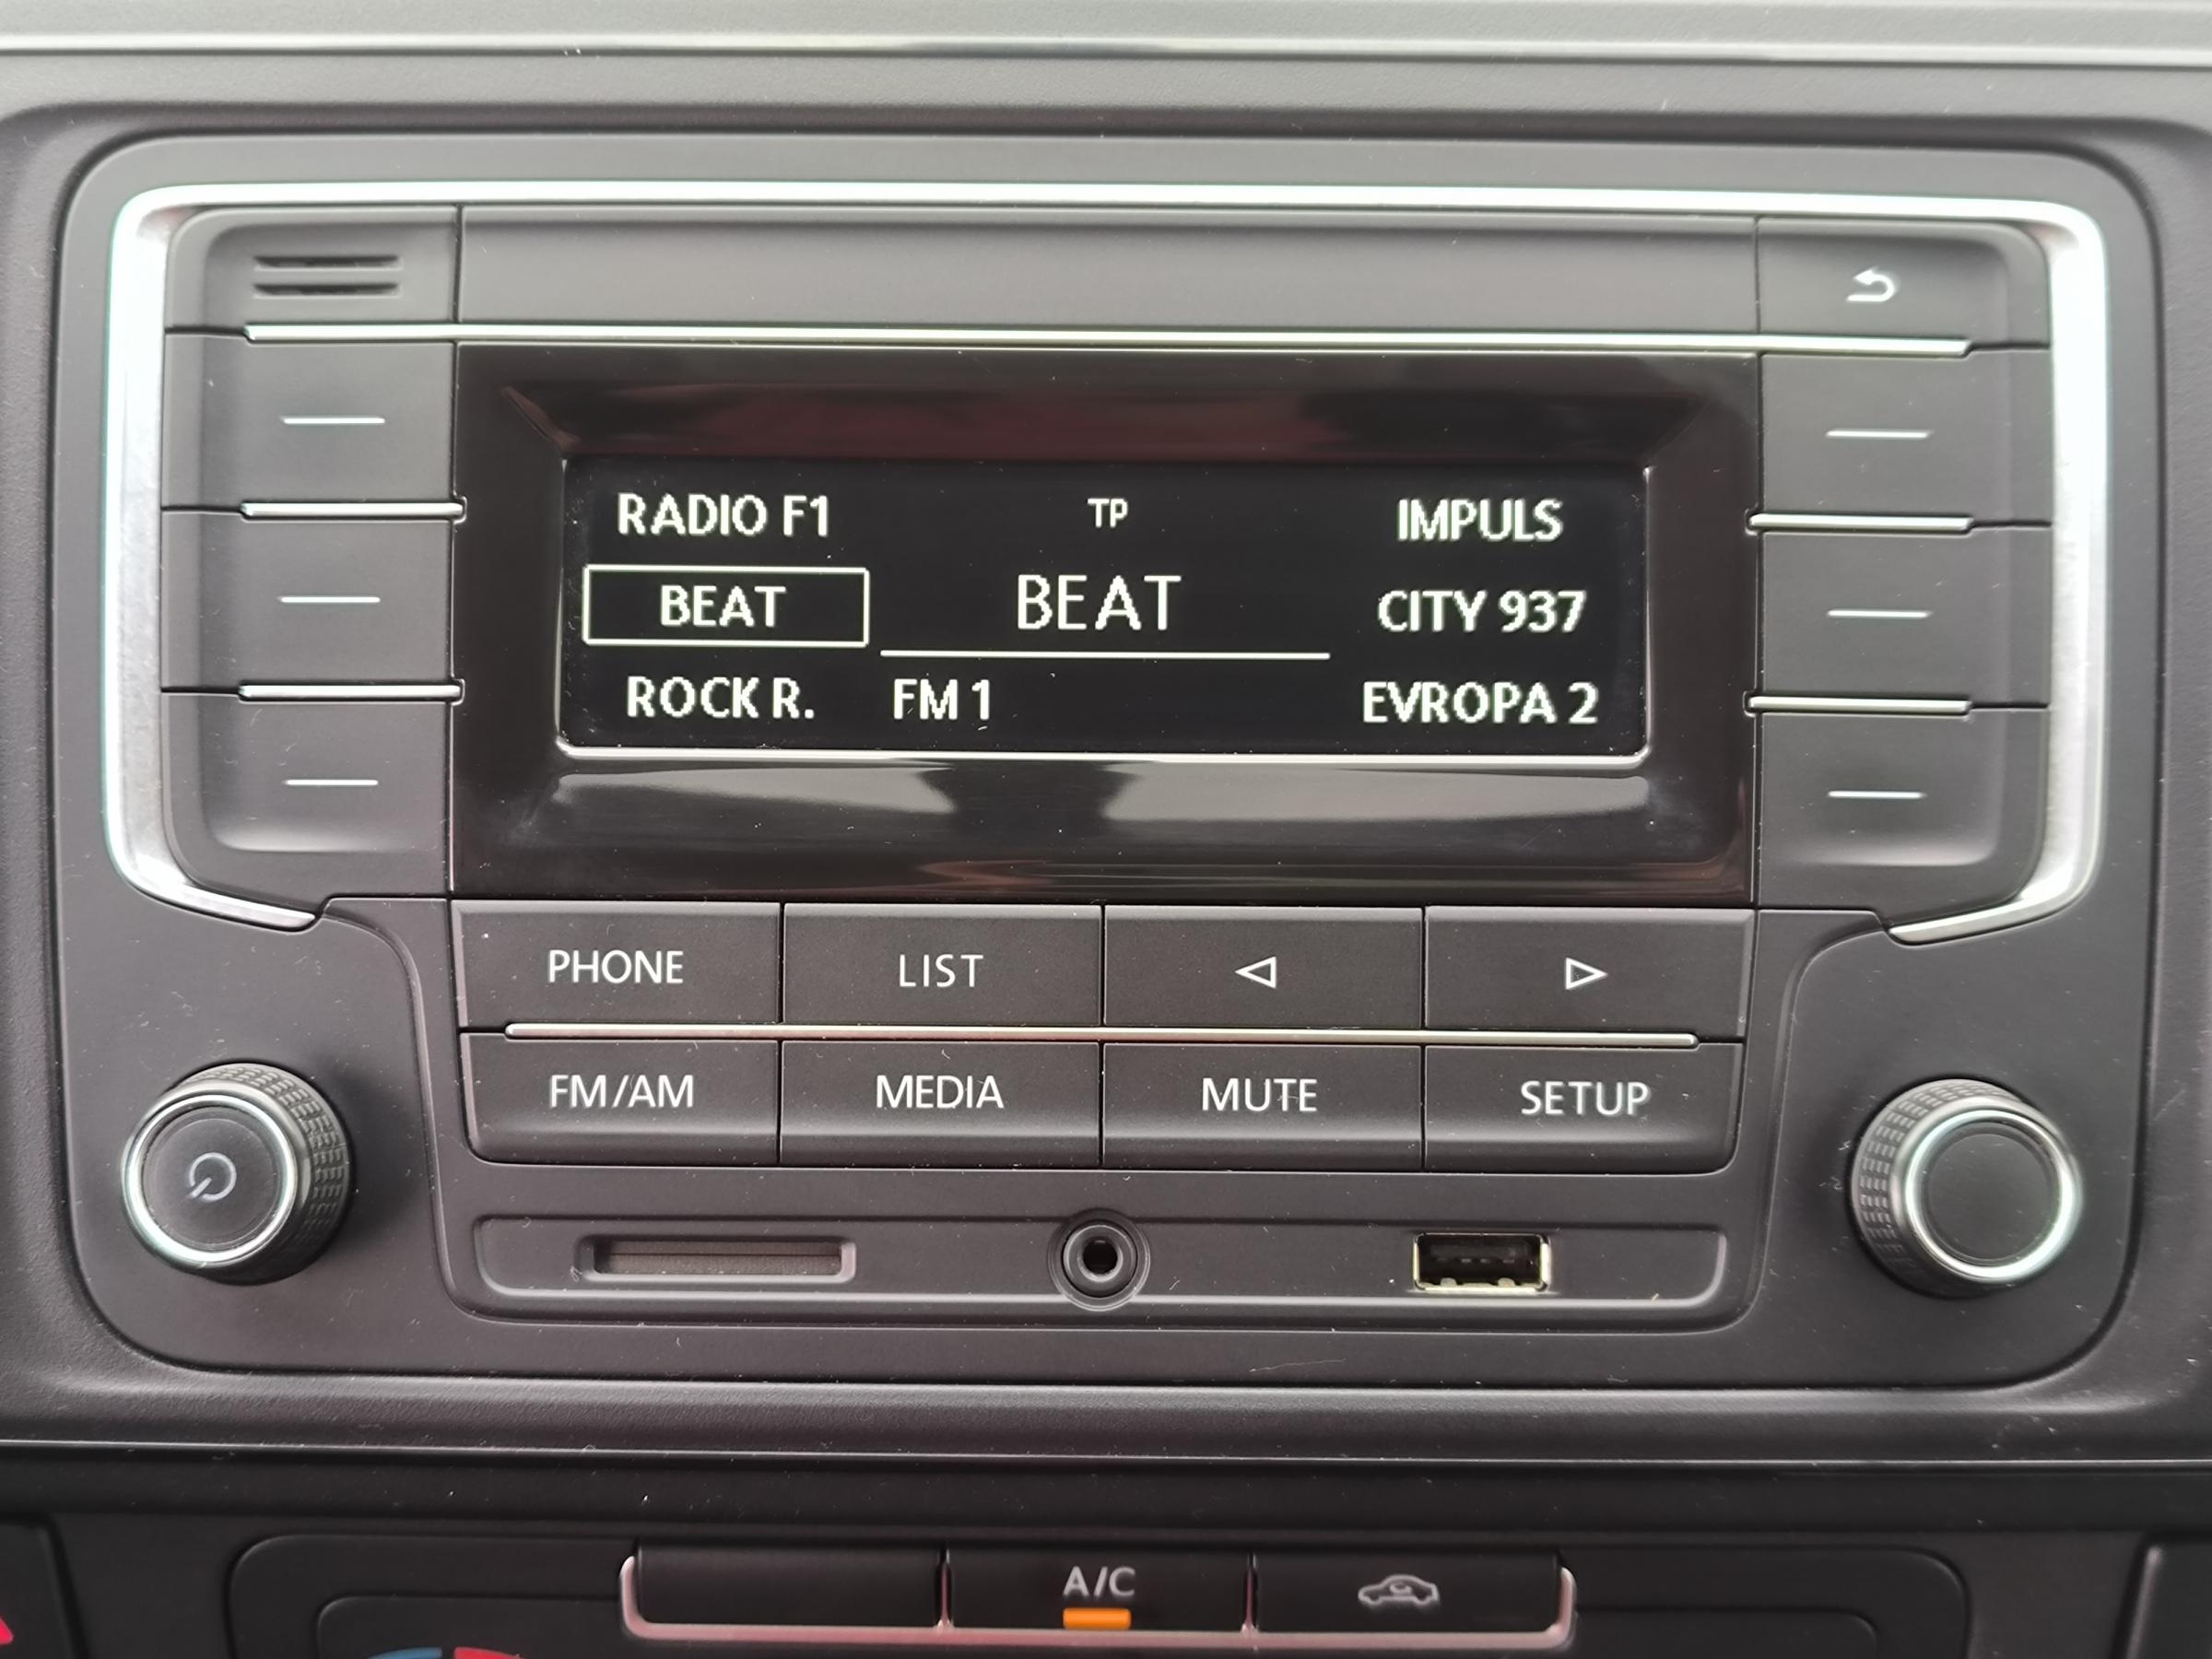 RADIO F1 TP IMPULS
BEAT BEAT CITY 937
ROCK R. FM 1 EVROPA 2
PHONE LIST
FM/AM MEDIA MUTE SETUP
A/C